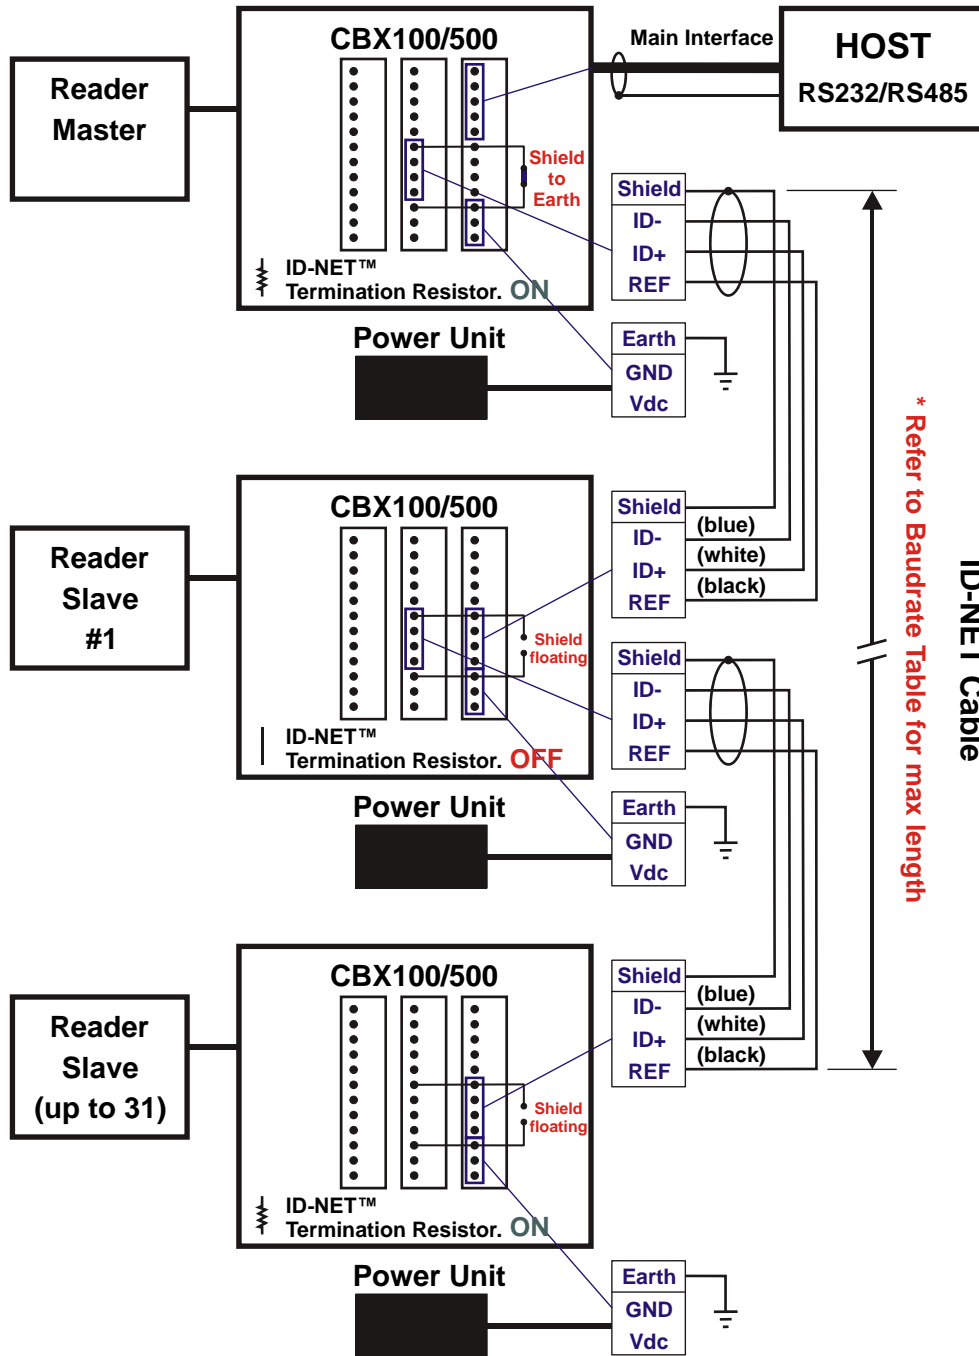 CBX100/500
Main Interface
HOST
RS232/RS485
Reader
Master
Shield
to
Earth
Shield
ID-
ID+
REF
ID-NET™
Termination Resistor. ON
Power Unit
Earth
GND
Vdc
CBX100/500
Reader
Slave
#1
Shield
floating
Shield
ID- (blue)
ID+ (white)
REF (black)
Shield
ID-
ID+
REF
ID-NET™
Termination Resistor. OFF
Power Unit
Earth
GND
Vdc
* Refer to Baudrate Table for max length
ID-NET Cable
CBX100/500
Reader
Slave
(up to 31)
Shield
floating
Shield
ID- (blue)
ID+ (white)
REF (black)
ID-NET™
Termination Resistor. ON
Power Unit
Earth
GND
Vdc